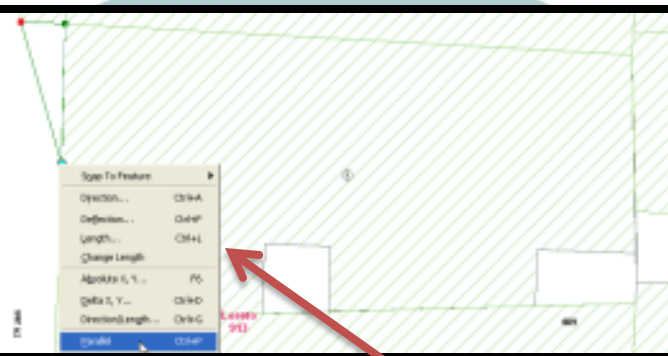 Snap To Feature
Direction... Ctrl+A
Deflection... Ctrl+F
Length... Ctrl+L
Change Length
Absolute X, Y... F6
Delta X, Y... Ctrl+D
Direction/Length... Ctrl+G
Parallel Ctrl+P